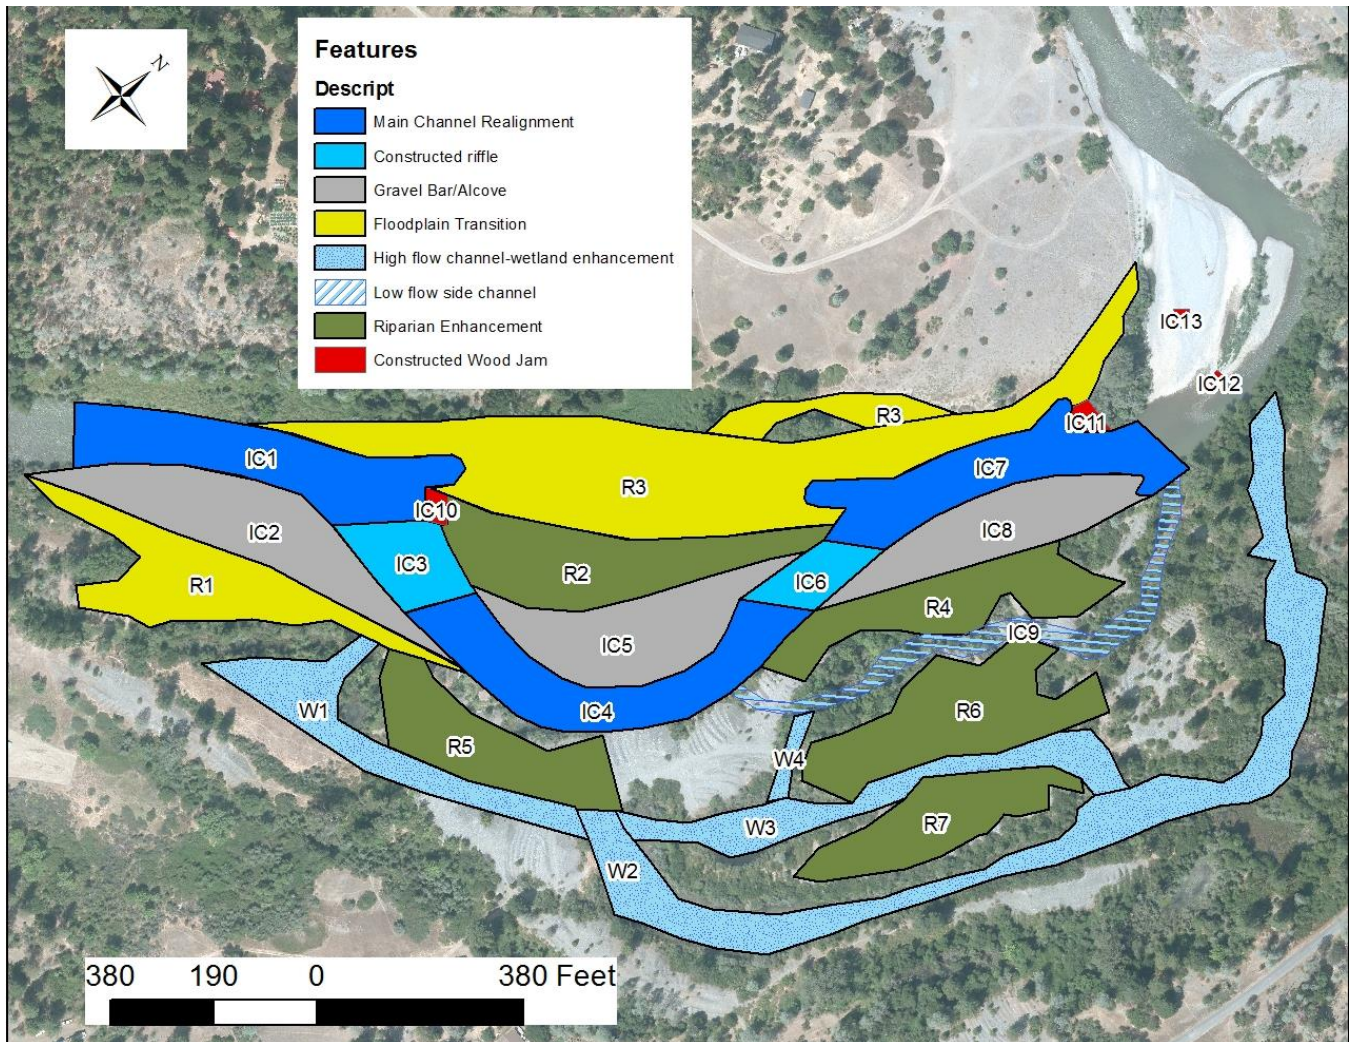 N
Features
Descript
Main Channel Realignment
Constructed riffle
Gravel Bar/Alcove
Floodplain Transition
High flow channel-wetland enhancement
Low flow side channel
Riparian Enhancement
Constructed Wood Jam
IC13
IC12
R3
IC11
IC1
IC7
R3
IC10
IC2
IC8
IC3
R2
IC6
R1
R4
IC9
IC5
W1
IC4
R6
R5
W4
W3
R7
W2
380 190 0 380 Feet